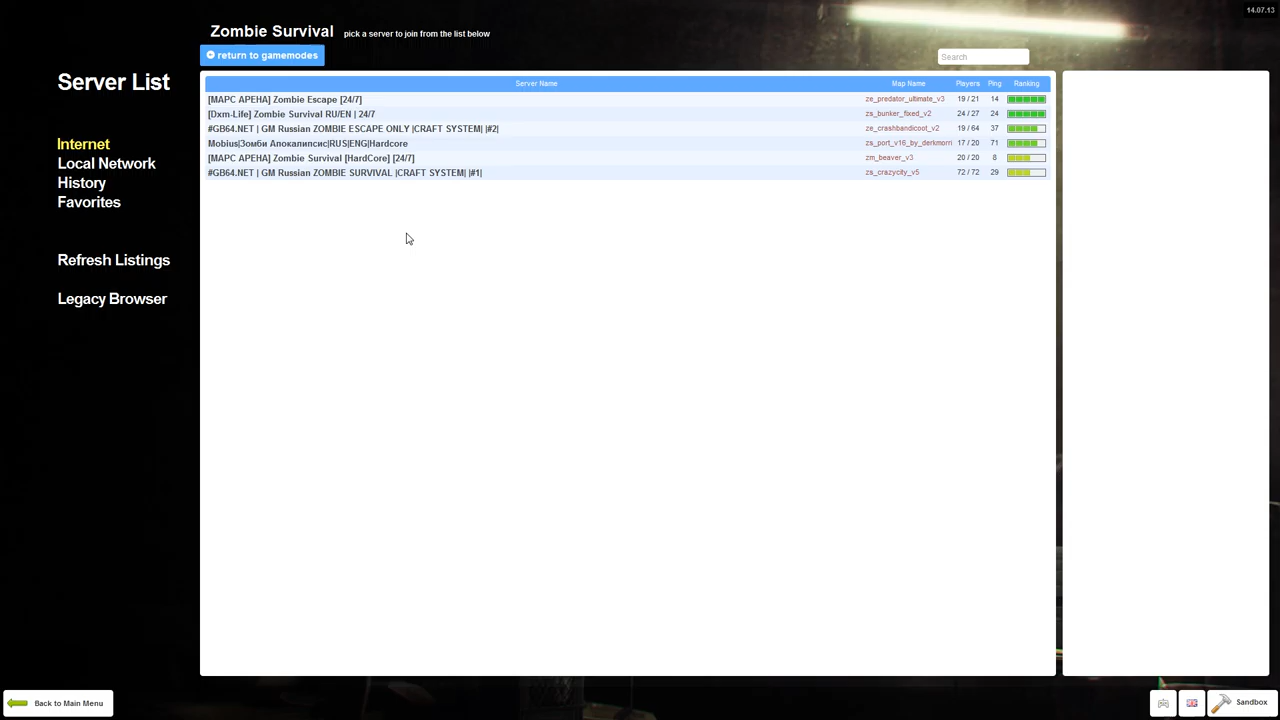 14.07.13
Zombie Survival pick a server to join from the list below
return to gamemodes
Search
Server List
Server Name Map Name Players Ping Ranking
[МАРС АРЕНА] Zombie Escape [24/7] ze_predator_ultimate_v3 19 / 21 14
[Dxm-Life] Zombie Survival RU/EN | 24/7 zs_bunker_fixed_v2 24 / 27 24
#GB64.NET | GM Russian ZOMBIE ESCAPE ONLY |CRAFT SYSTEM| |#2| ze_crashbandicoot_v2 19 / 64 37
Mobius|Зомби Апокалипсис|RUS|ENG|Hardcore zs_port_v16_by_derkmorri 17 / 20 71
[МАРС АРЕНА] Zombie Survival [HardCore] [24/7] zm_beaver_v3 20 / 20 8
#GB64.NET | GM Russian ZOMBIE SURVIVAL |CRAFT SYSTEM| |#1| zs_crazycity_v5 72 / 72 29
Internet
Local Network
History
Favorites
Refresh Listings
Legacy Browser
Back to Main Menu
Sandbox